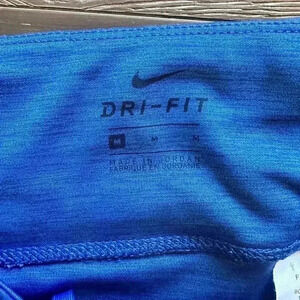 DRI-FIT
M M M
MADE IN JORDAN
FABRIQUÉ EN JORDANIE